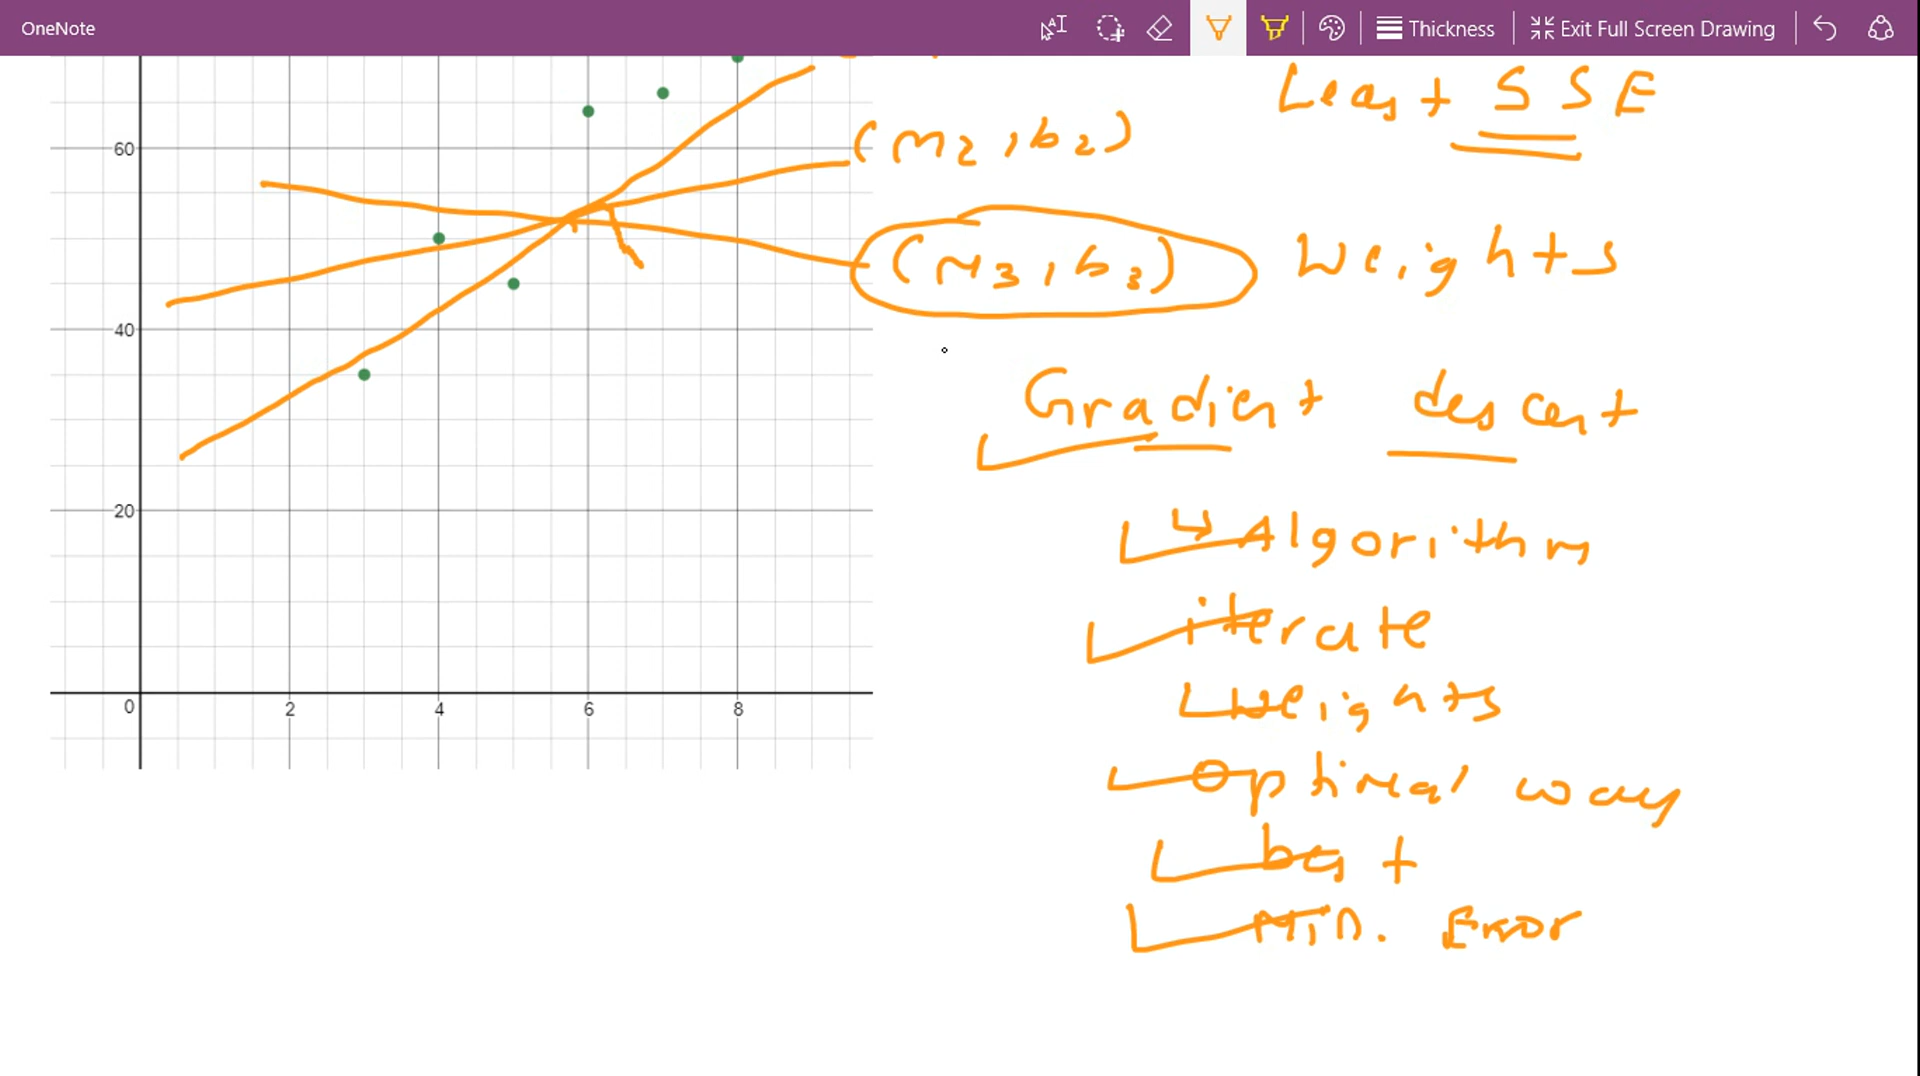 OneNote
Thickness
Exit Full Screen Drawing
Least SSE
60
(m2, b2)
(m3, b3)
Weights
40
Gradient descent
20
↳ Algorithm
iterate
0
2
4
6
8
weights
Optimal way
best
Min. Error